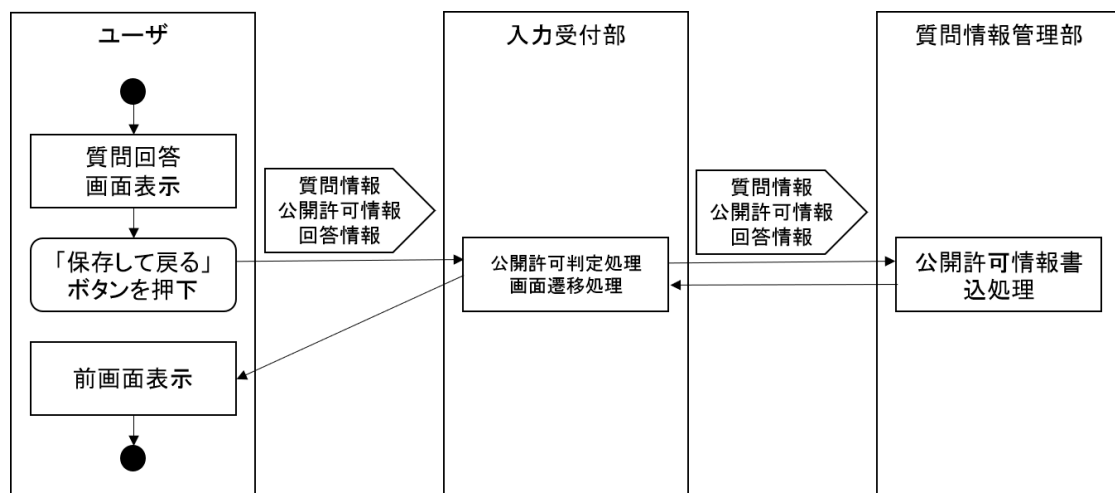 ユーザ
入力受付部
質問情報管理部
質問回答
画面表示
質問情報
公開許可情報
回答情報
質問情報
公開許可情報
回答情報
「保存して戻る」
ボタンを押下
公開許可判定処理
画面遷移処理
公開許可情報書
込処理
前画面表示